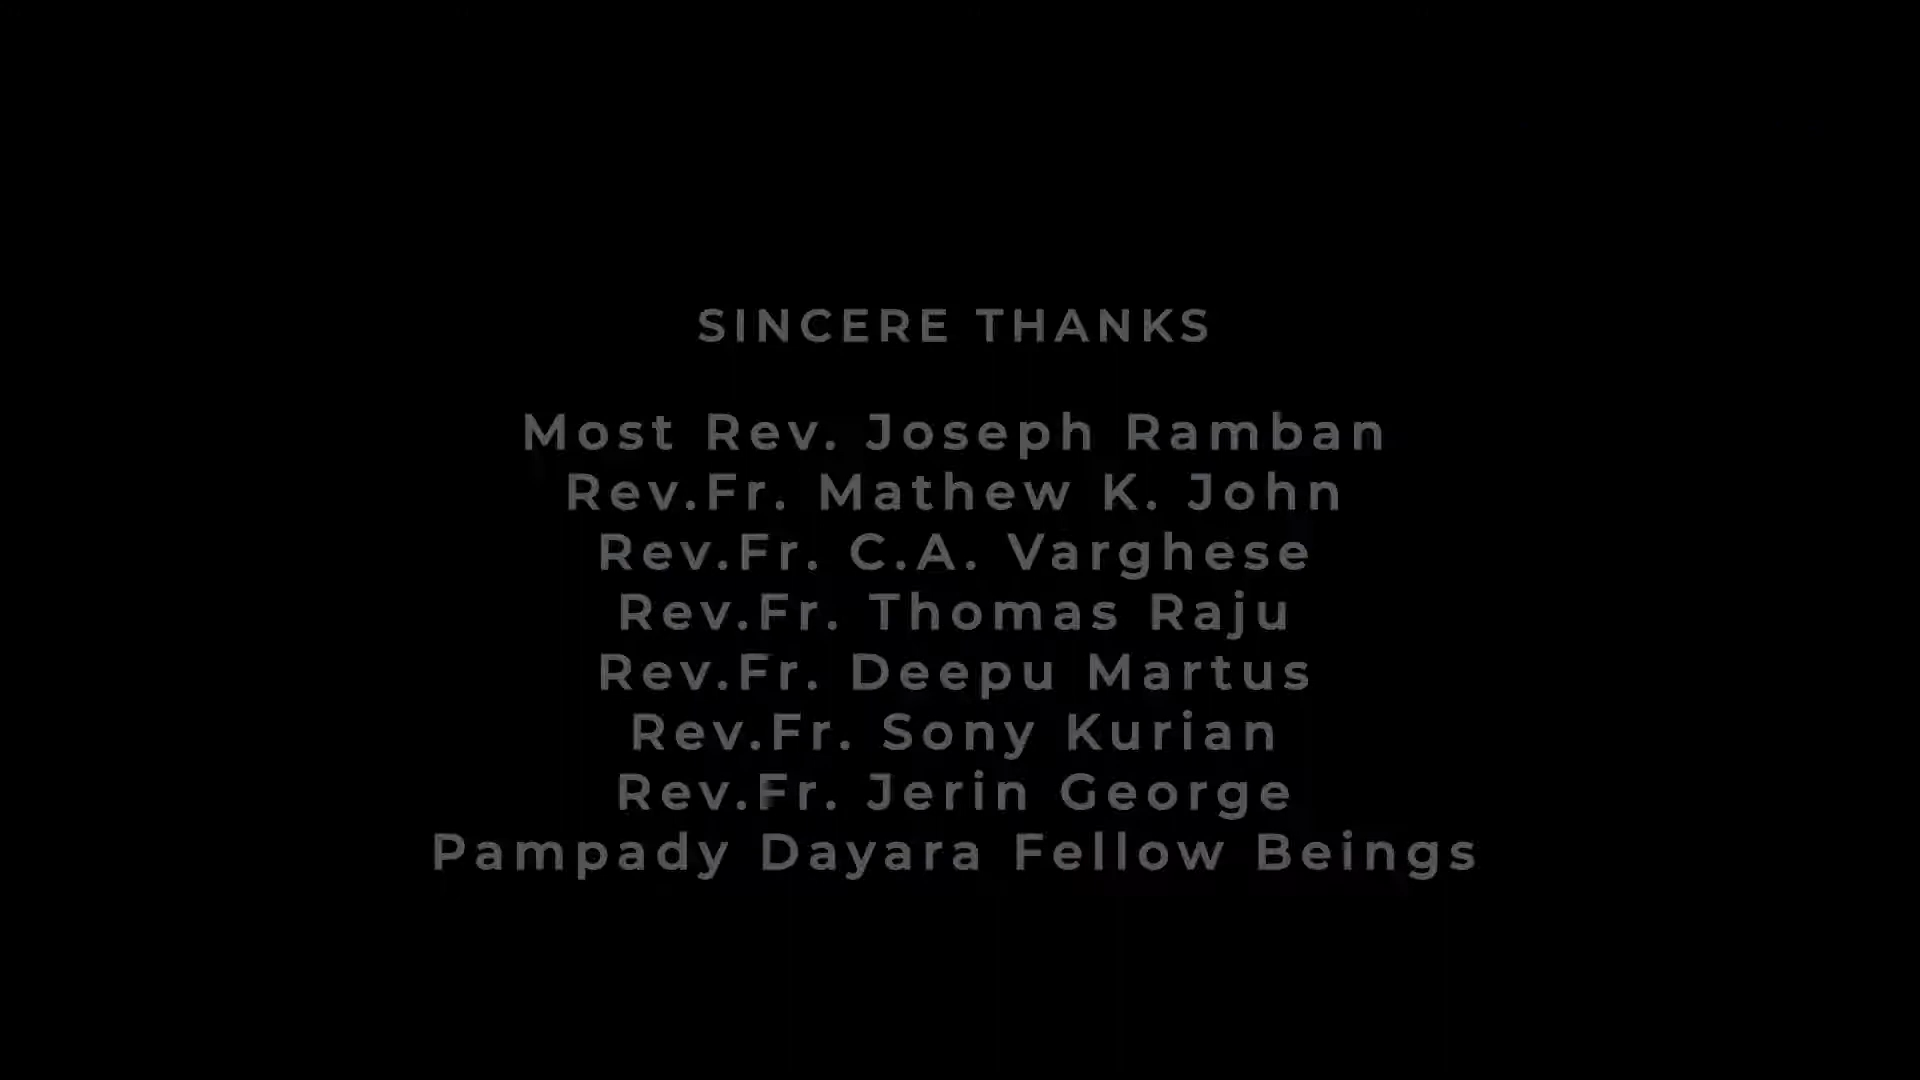 SINCERE THANKS
Most Rev. Joseph Ramban
Rev.Fr. Mathew K. John
Rev.Fr. C.A. Varghese
Rev.Fr. Thomas Raju
Rev.Fr. Deepu Martus
Rev.Fr. Sony Kurian
Rev.Fr. Jerin George
Pampady Dayara Fellow Beings